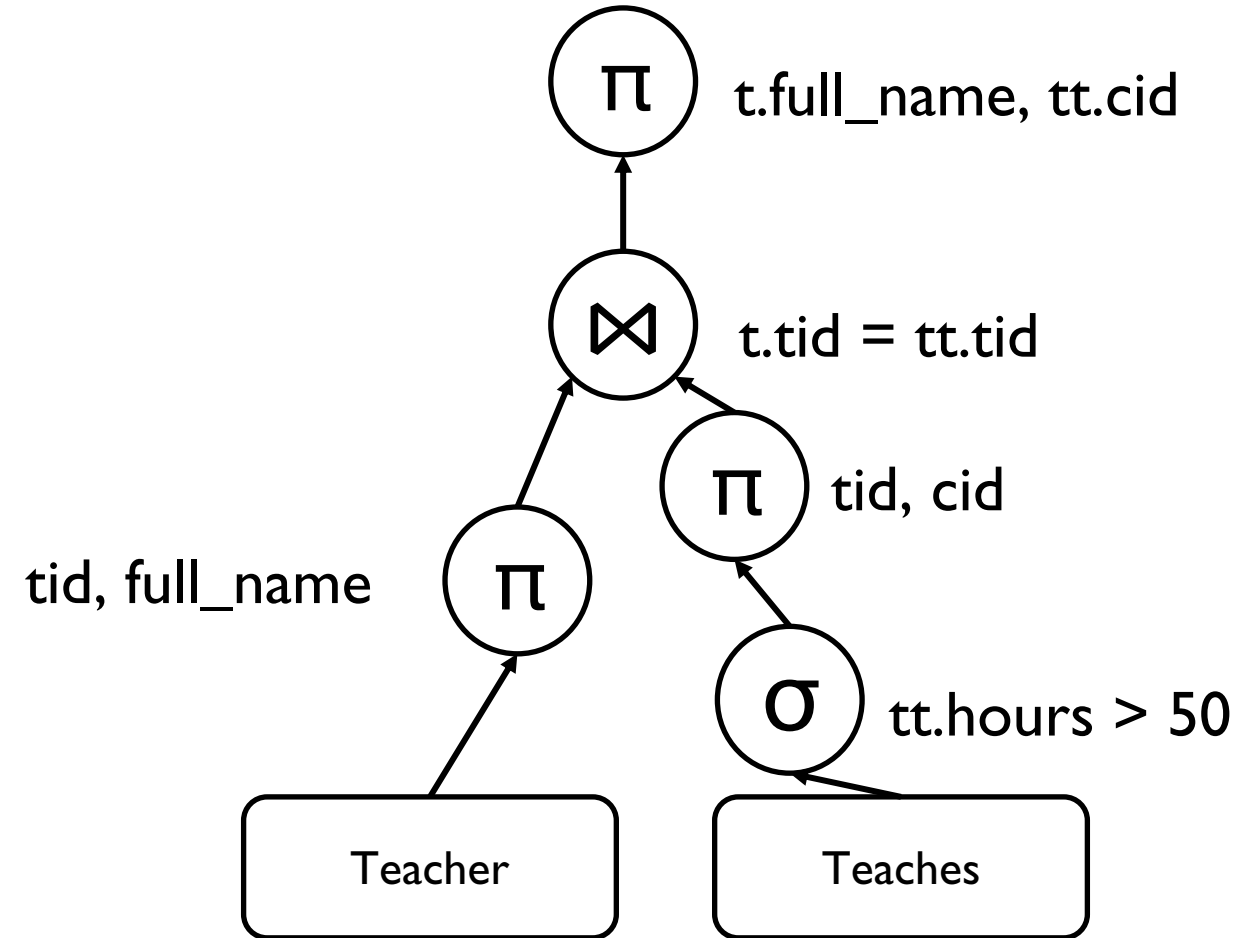 π
t.full_name, tt.cid
⋈
t.tid = tt.tid
π
tid, cid
tid, full_name
π
σ
tt.hours > 50
Teacher
Teaches